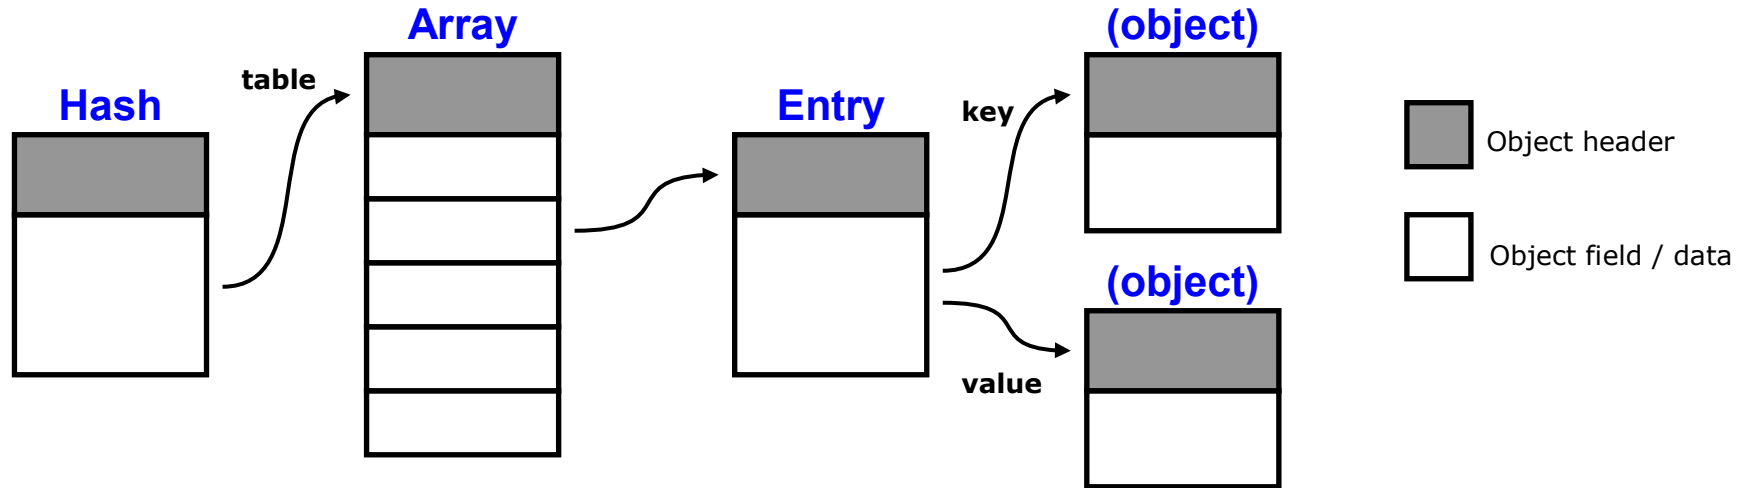 Array
(object)
table
Hash
Entry
key
Object header
Object field / data
(object)
value